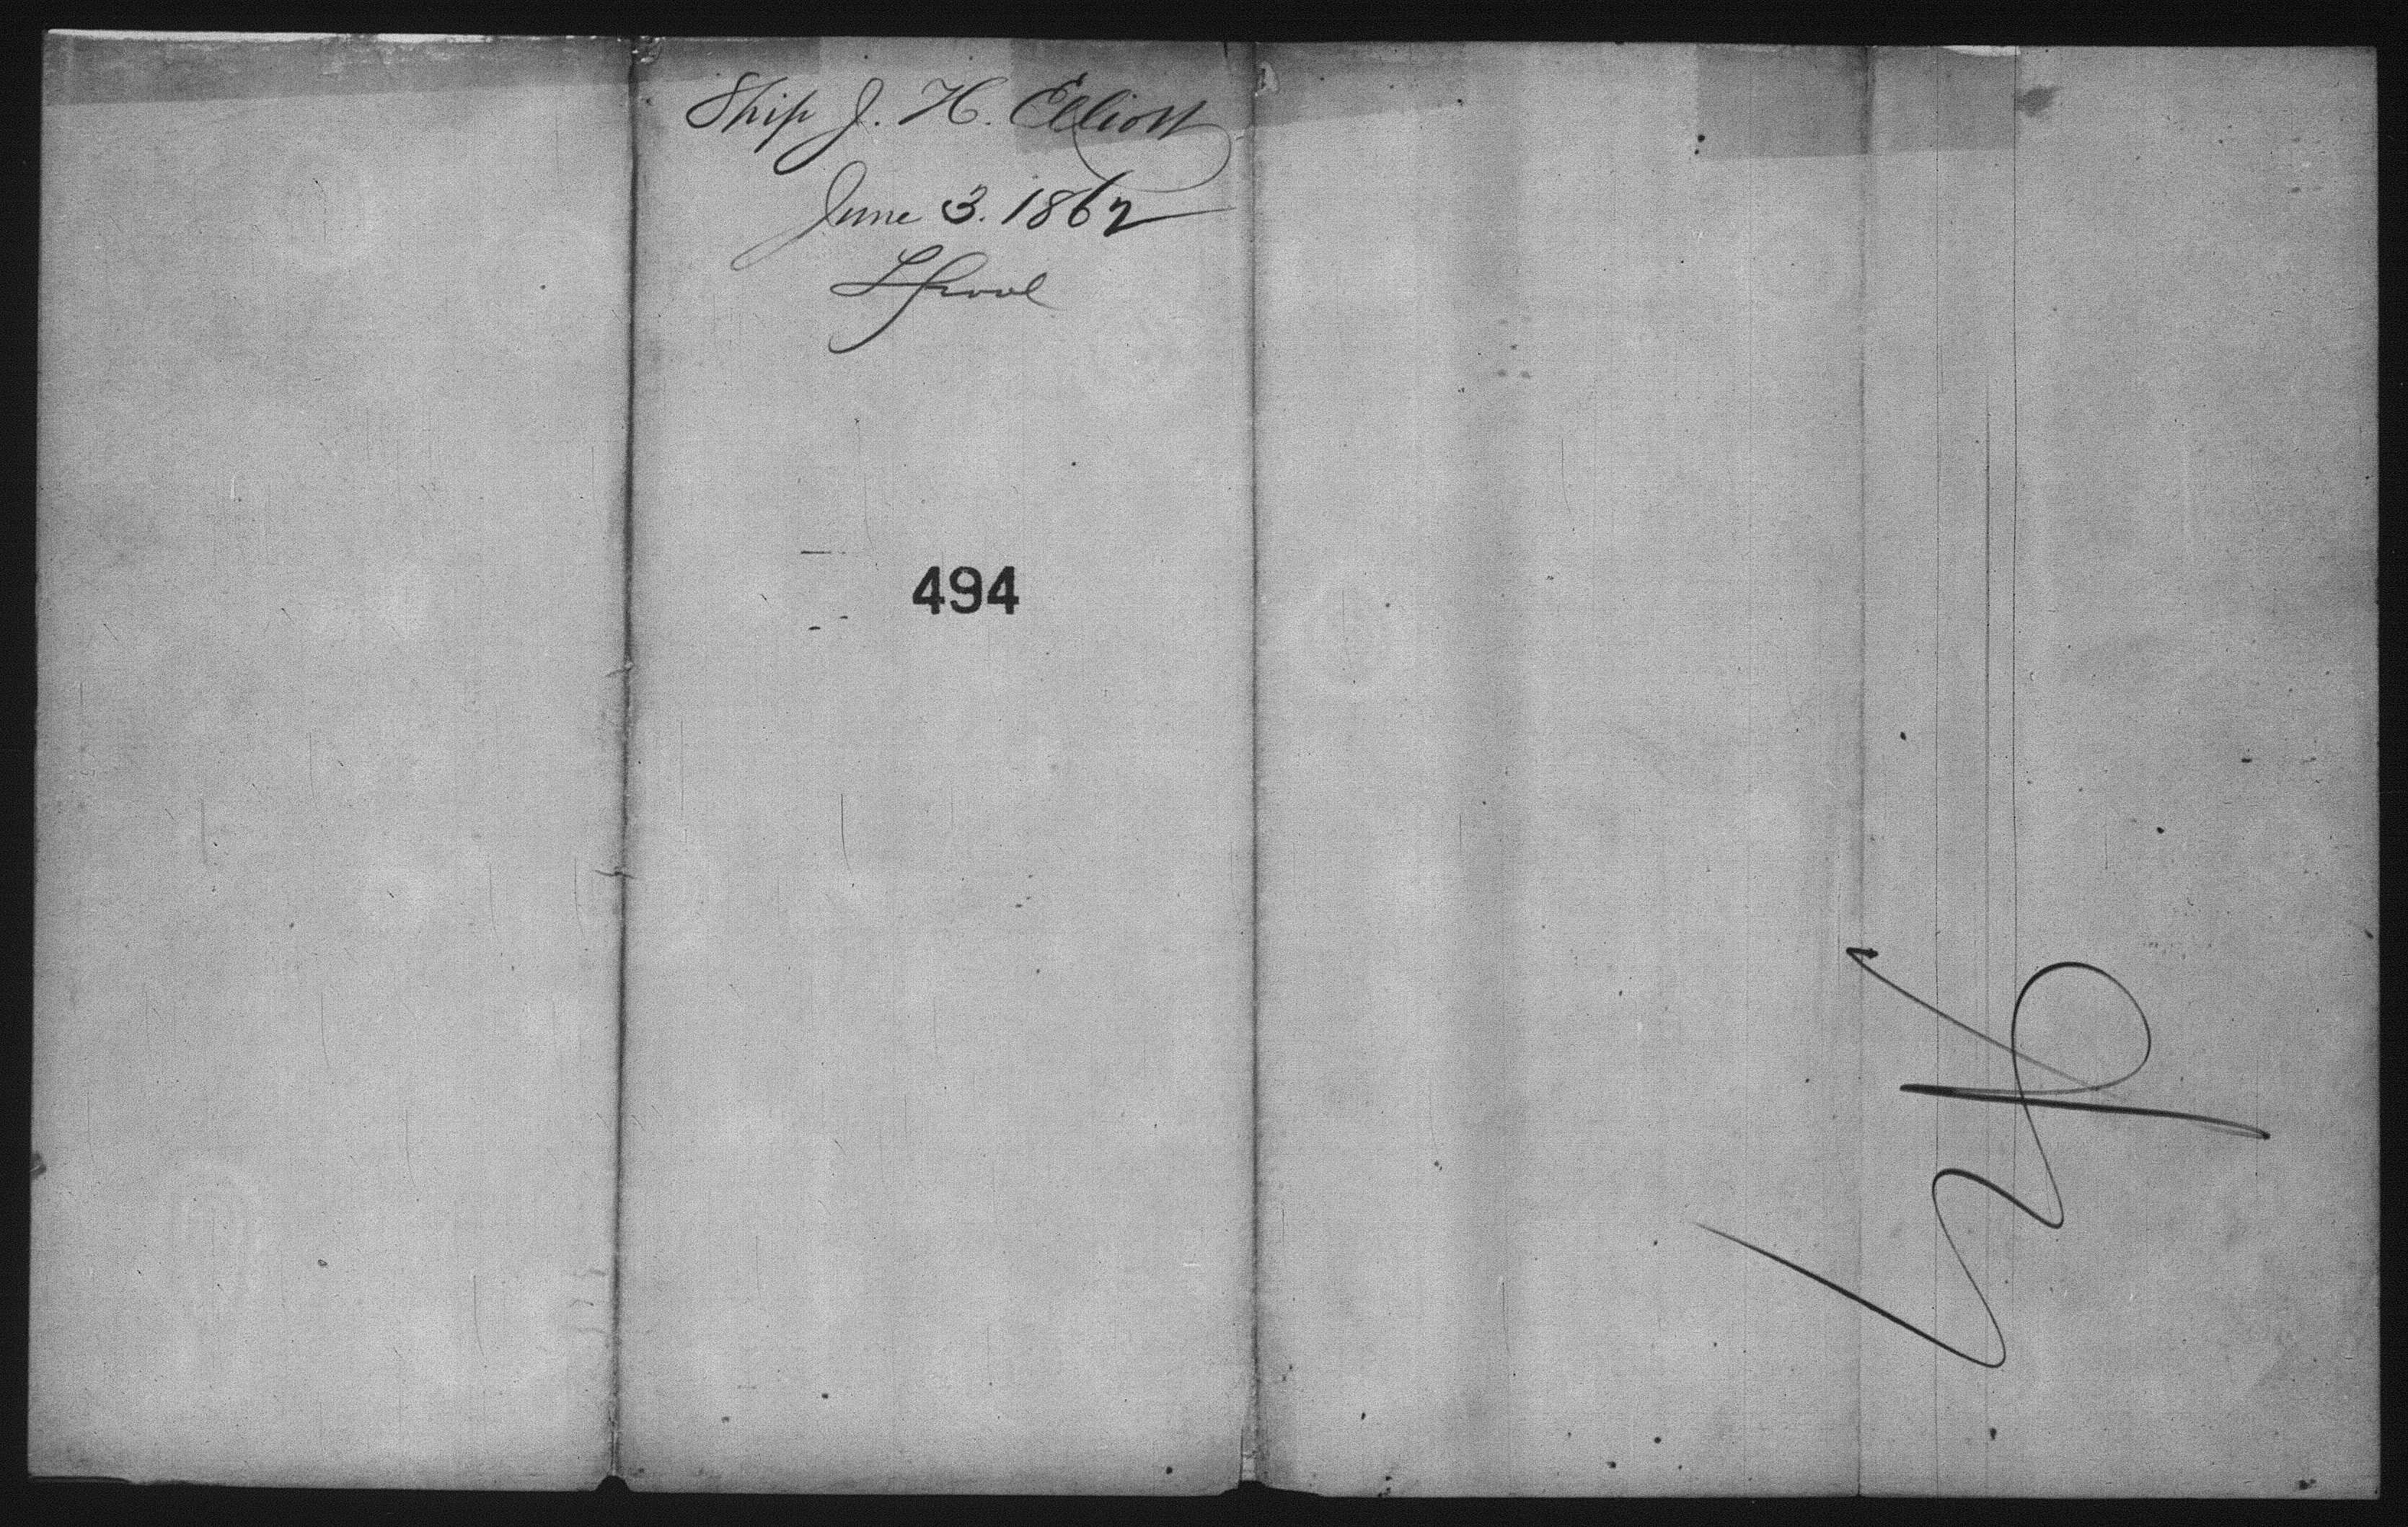 Ship J. H. Elliott
June 3. 1862
Lpool
494